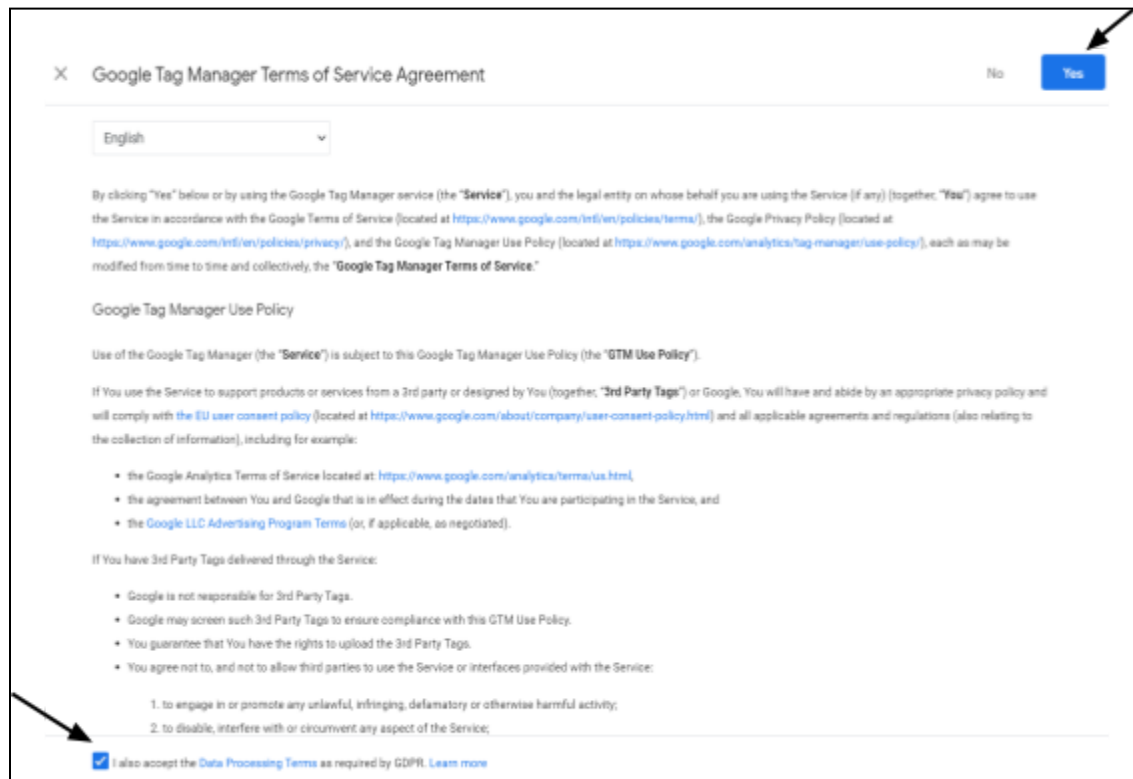 Google Tag Manager Terms of Service Agreement
No
Yes
English
By clicking "Yes" below or by using the Google Tag Manager service (the "Service"), you and the legal entity on whose behalf you are using the Service (if any) (together, "You") agree to use
the Service in accordance with the Google Terms of Service (located at https://www.google.com/intl/en/policies/terms/), the Google Privacy Policy (located at
https://www.google.com/intl/en/policies/privacy/), and the Google Tag Manager Use Policy (located at https://www.google.com/analytics/tag-manager/use-policy/), each as may be
modified from time to time and collectively, the "Google Tag Manager Terms of Service."
Google Tag Manager Use Policy
Use of the Google Tag Manager (the "Service") is subject to this Google Tag Manager Use Policy (the "GTM Use Policy").
If You use the Service to support products or services from a 3rd party or designed by You (together, "3rd Party Tags") or Google, You will have and abide by an appropriate privacy policy and
will comply with the EU user consent policy (located at https://www.google.com/about/company/user-consent-policy.html) and all applicable agreements and regulations (also relating to
the collection of information), including for example:
• the Google Analytics Terms of Service located at: https://www.google.com/analytics/terms/us.html,
• the agreement between You and Google that is in effect during the dates that You are participating in the Service, and
• the Google LLC Advertising Program Terms (or, if applicable, as negotiated).
If You have 3rd Party Tags delivered through the Service:
• Google is not responsible for 3rd Party Tags.
• Google may screen such 3rd Party Tags to ensure compliance with this GTM Use Policy.
• You guarantee that You have the rights to upload the 3rd Party Tags.
• You agree not to, and not to allow third parties to use the Service or interfaces provided with the Service:
1. to engage in or promote any unlawful, infringing, defamatory or otherwise harmful activity;
2. to disable, interfere with or circumvent any aspect of the Service;
I also accept the Data Processing Terms as required by GDPR. Learn more